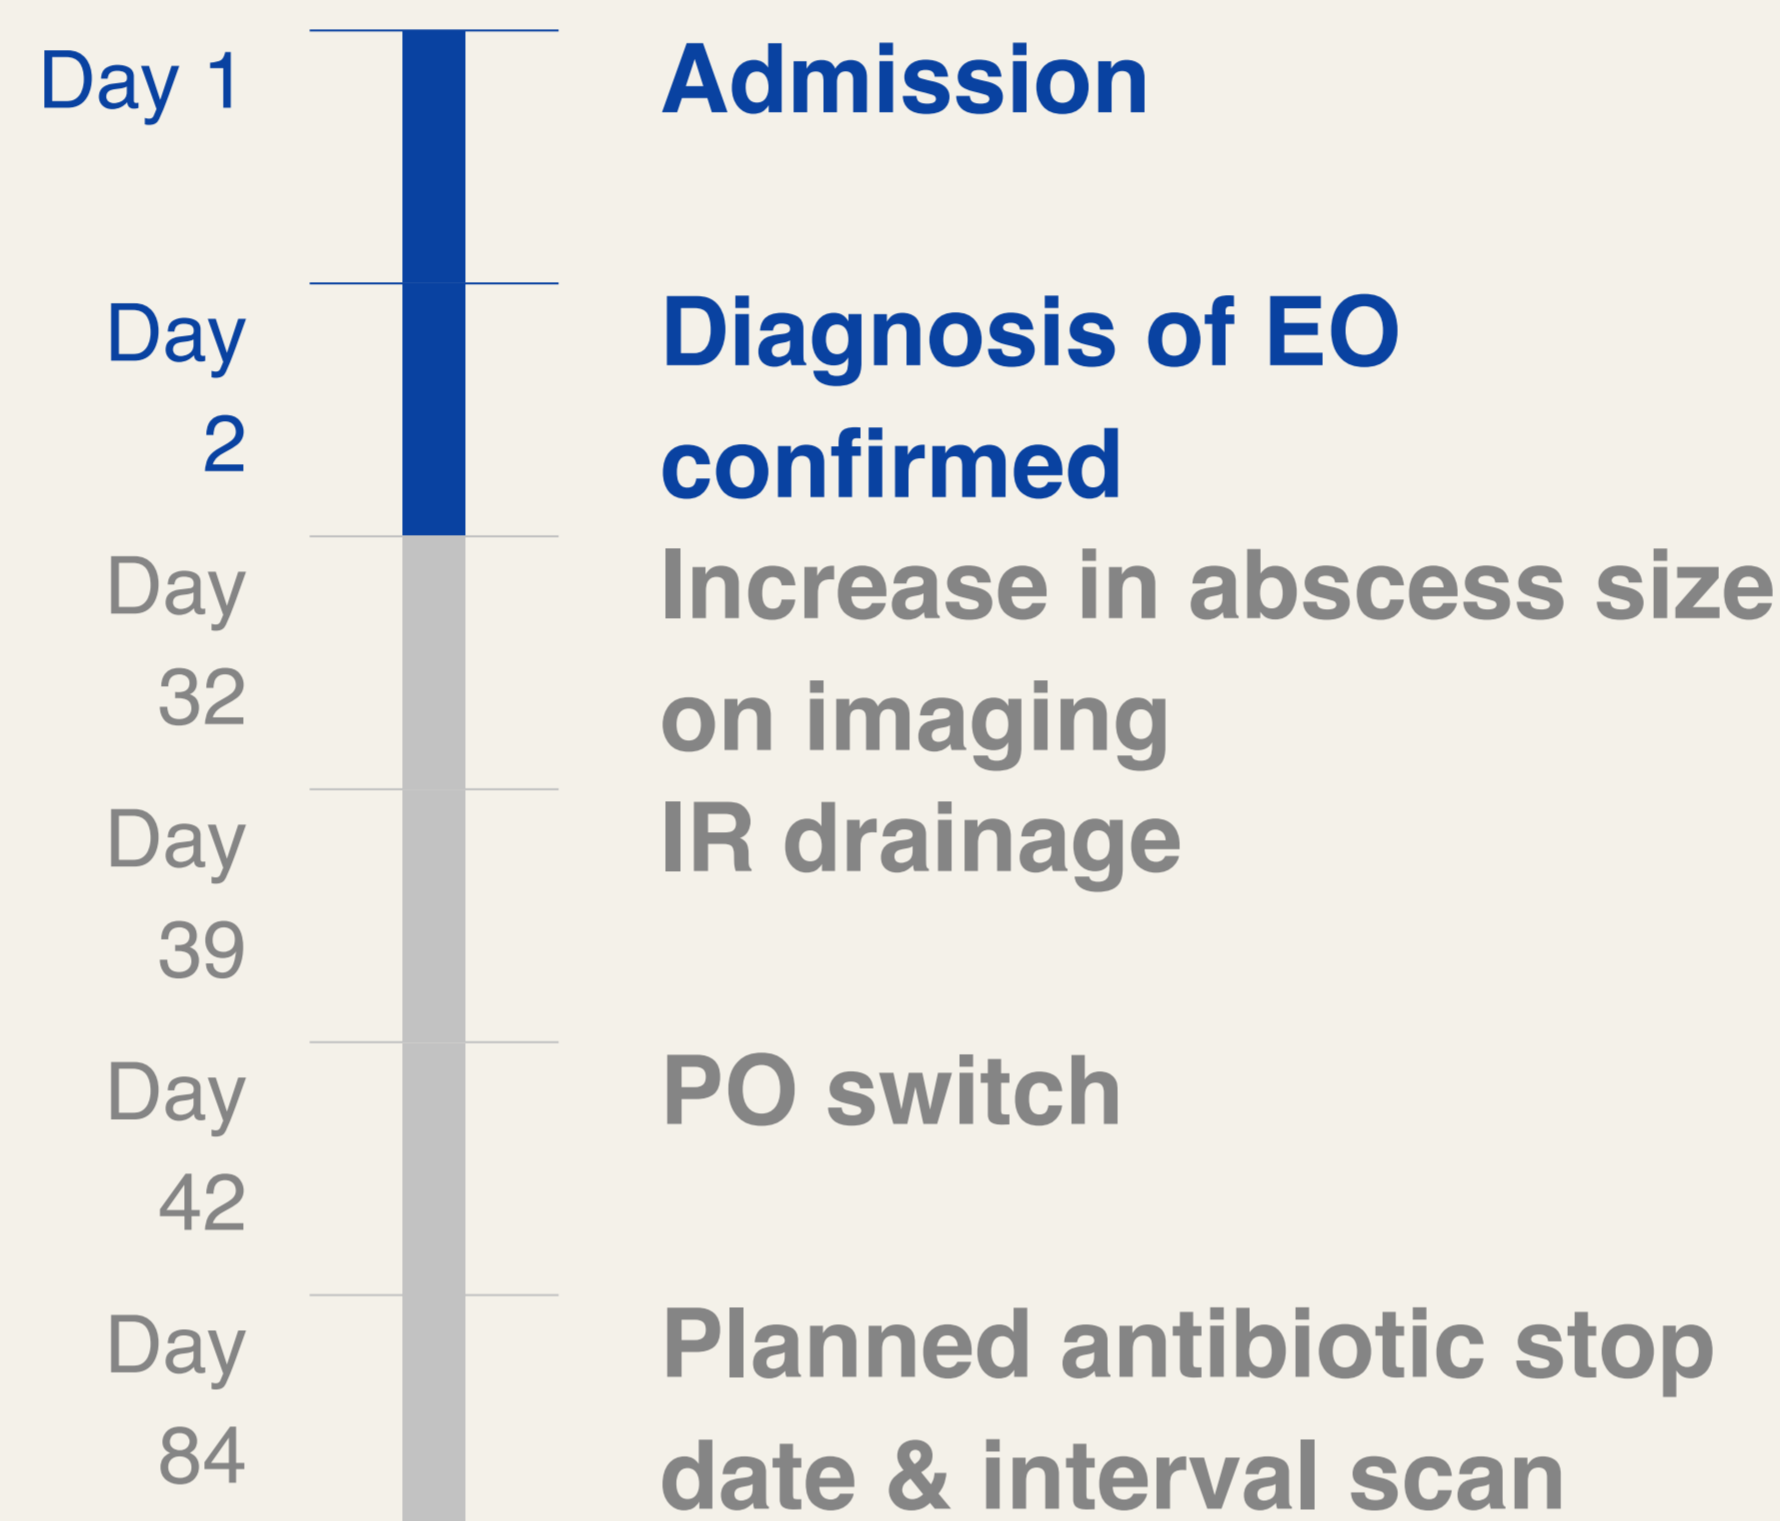 Day 1
Admission
Day
2
Diagnosis of EO
confirmed
Day
32
Increase in abscess size
on imaging
Day
39
IR drainage
Day
42
PO switch
Day
84
Planned antibiotic stop
date & interval scan